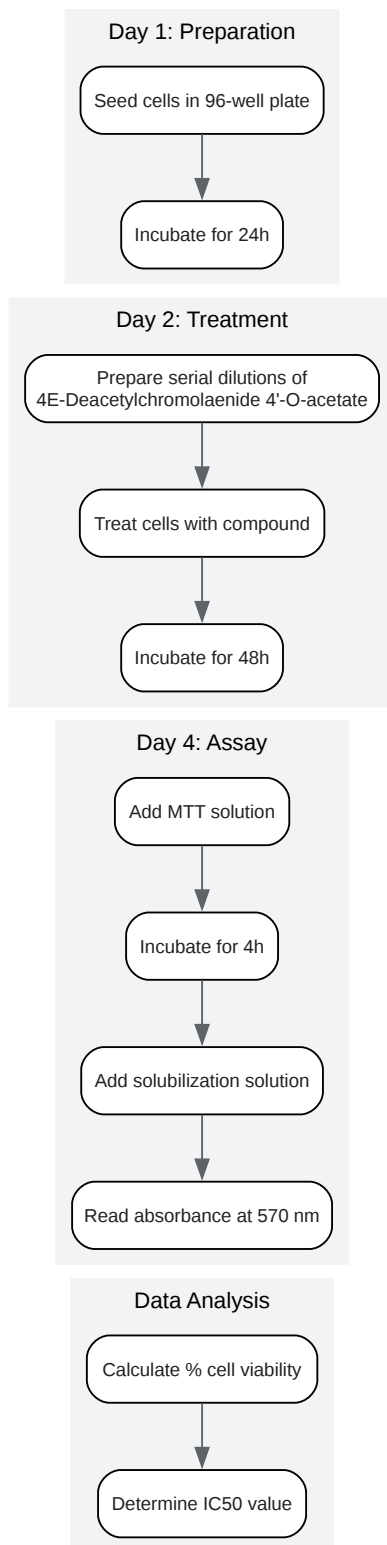 Day 1: Preparation
Seed cells in 96-well plate
Incubate for 24h
Day 2: Treatment
Prepare serial dilutions of
4E-Deacetylchromolaenide 4'-O-acetate
Treat cells with compound
Incubate for 48h
Day 4: Assay
Add MTT solution
Incubate for 4h
Add solubilization solution
Read absorbance at 570 nm
Data Analysis
Calculate % cell viability
Determine IC50 value